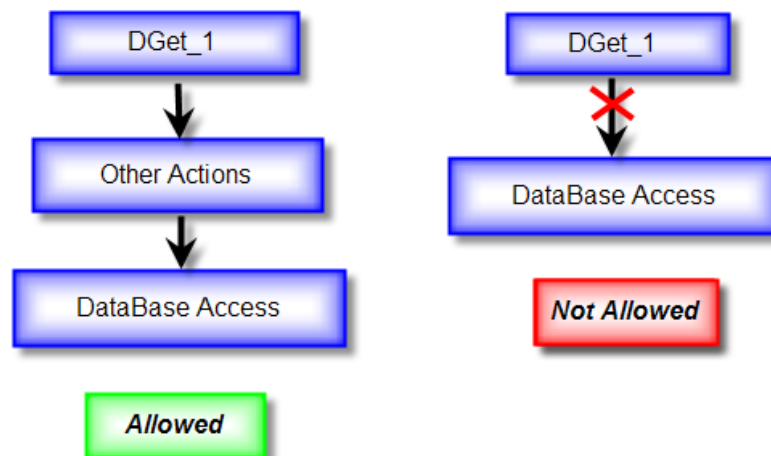 DGet_1
Other Actions
DataBase Access
Allowed
DGet_1
DataBase Access
Not Allowed